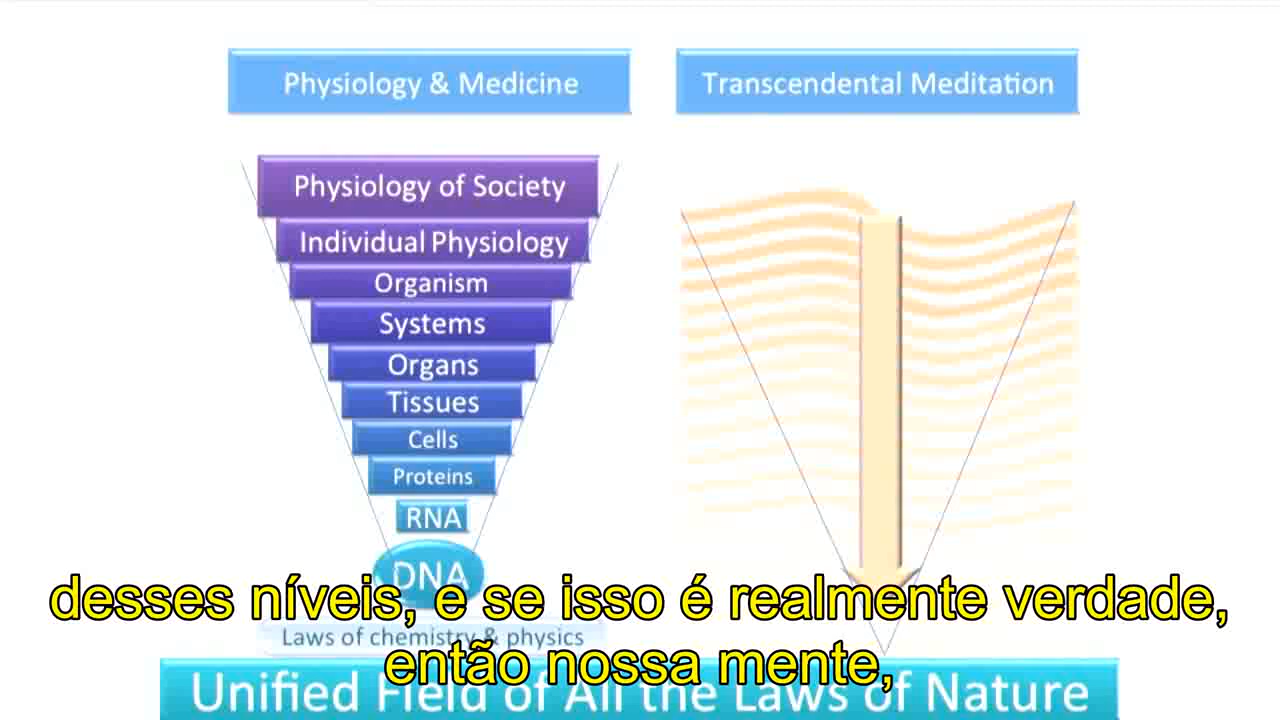 Physiology & Medicine
Transcendental Meditation
Physiology of Society
Individual Physiology
Organism
Systems
Organs
Tissues
Cells
Proteins
RNA
DNA
desses níveis, e se isso é realmente verdade,
Laws of chemistry & physics
então nossa mente,
Unified Field of All the Laws of Nature